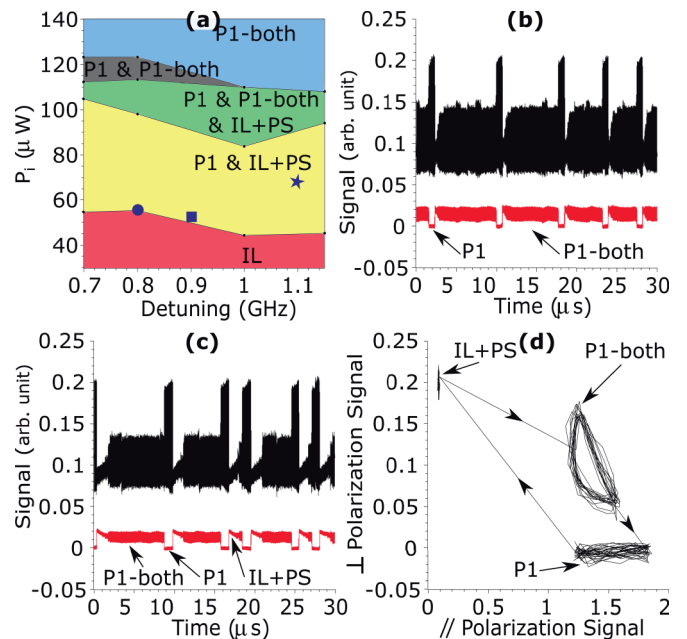 (a)
140
120
100
80
60
40
P1-both
P1 & P1-both
P1 & P1-both
& IL+PS
P1 & IL+PS
IL
0.7 0.8 0.9 1 1.1
Detuning (GHz)
Pi (μW)
(b)
0.25
0.2
0.15
0.1
0.05
0
-0.05
P1
P1-both
0 5 10 15 20 25 30
Time (μs)
Signal (arb. unit)
(c)
0.25
0.2
0.15
0.1
0.05
0
-0.05
P1-both
P1
IL+PS
0 5 10 15 20 25 30
Time (μs)
Signal (arb. unit)
(d)
0.25
0.2
0.15
0.1
0.05
0
-0.05
IL+PS
P1-both
P1
0 0.5 1 1.5 2
// Polarization Signal
⊥ Polarization Signal